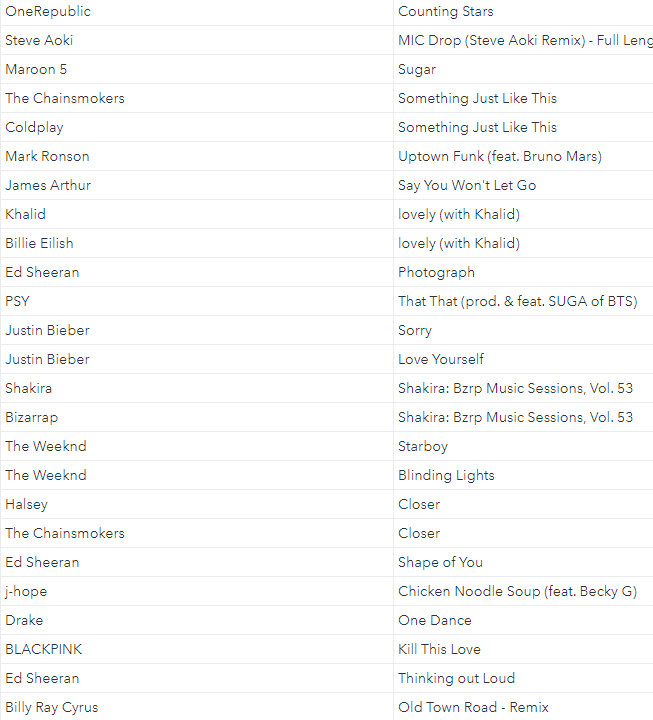 OneRepublic Counting Stars
Steve Aoki MIC Drop (Steve Aoki Remix) - Full Leng
Maroon 5 Sugar
The Chainsmokers Something Just Like This
Coldplay Something Just Like This
Mark Ronson Uptown Funk (feat. Bruno Mars)
James Arthur Say You Won't Let Go
Khalid lovely (with Khalid)
Billie Eilish lovely (with Khalid)
Ed Sheeran Photograph
PSY That That (prod. & feat. SUGA of BTS)
Justin Bieber Sorry
Justin Bieber Love Yourself
Shakira Shakira: Bzrp Music Sessions, Vol. 53
Bizarrap Shakira: Bzrp Music Sessions, Vol. 53
The Weeknd Starboy
The Weeknd Blinding Lights
Halsey Closer
The Chainsmokers Closer
Ed Sheeran Shape of You
j-hope Chicken Noodle Soup (feat. Becky G)
Drake One Dance
BLACKPINK Kill This Love
Ed Sheeran Thinking out Loud
Billy Ray Cyrus Old Town Road - Remix